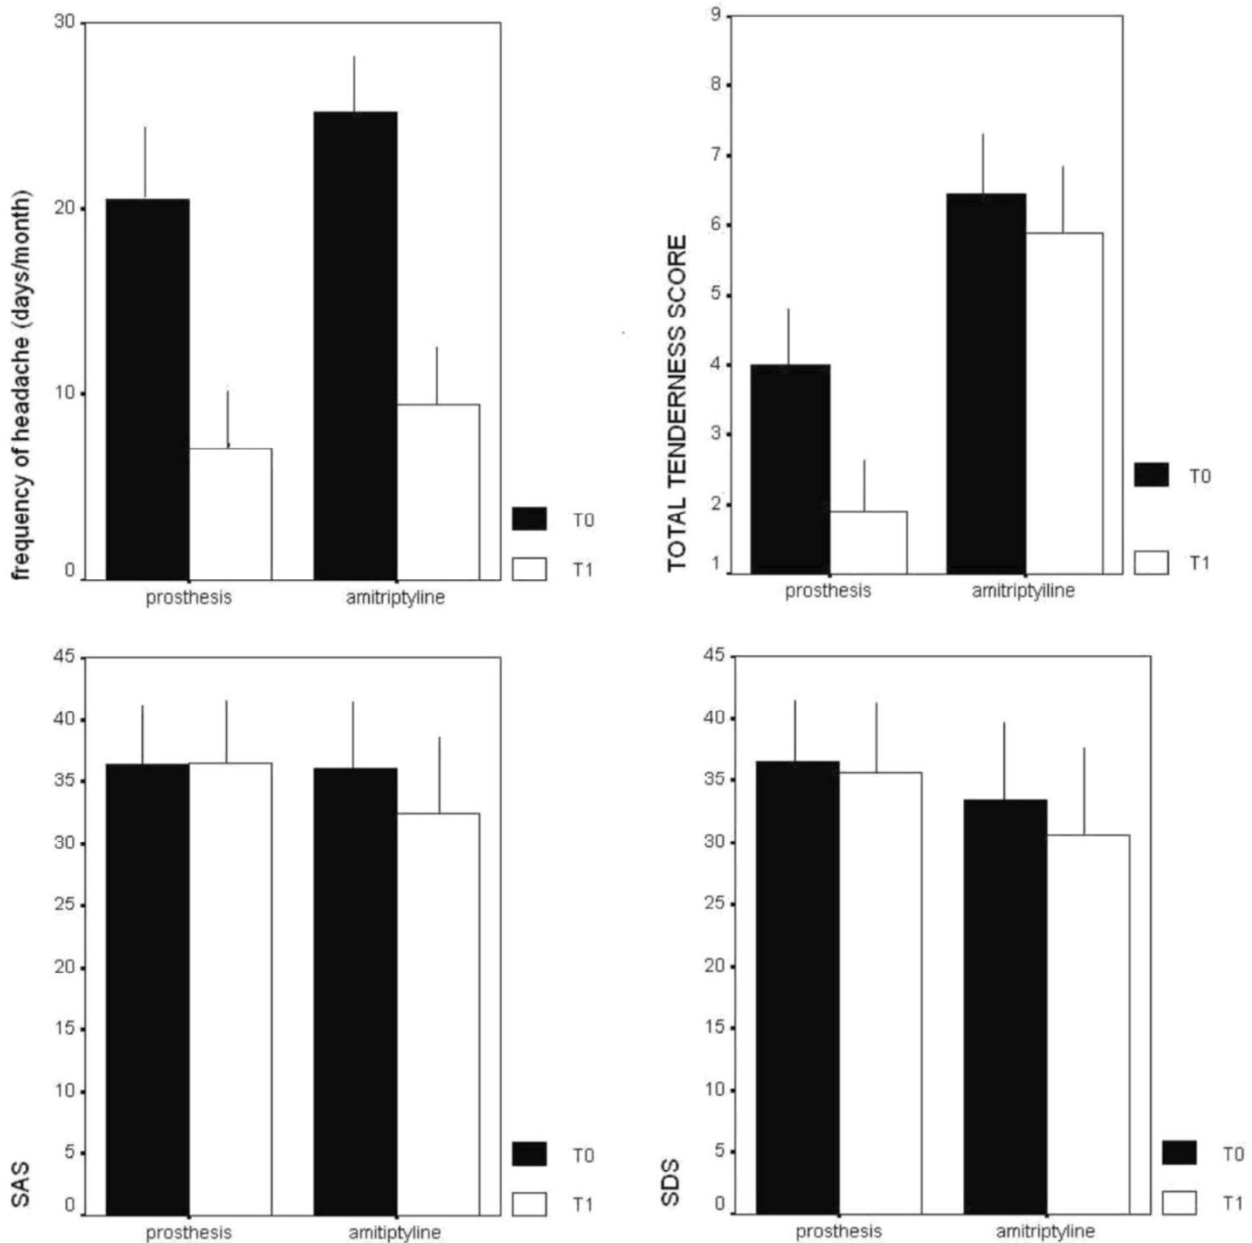 30
20
10
0
frequency of headache (days/month)
prosthesis
amitriptyline
T0
T1
9
8
7
6
5
4
3
2
1
TOTAL TENDERNESS SCORE
prosthesis
amitriptyiline
T0
T1
45
40
35
30
25
20
15
10
5
0
SAS
prosthesis
amitiptyline
T0
T1
45
40
35
30
25
20
15
10
5
0
SDS
prosthesis
amitriptyline
T0
T1